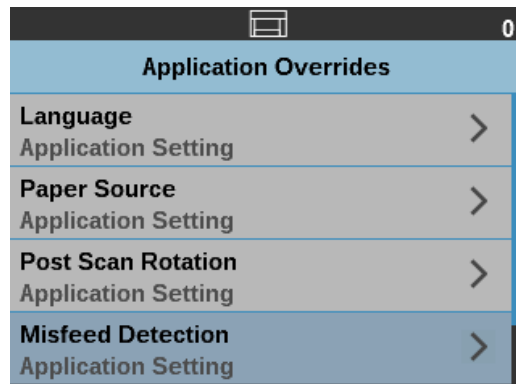 0
Application Overrides
Language
Application Setting
Paper Source
Application Setting
Post Scan Rotation
Application Setting
Misfeed Detection
Application Setting